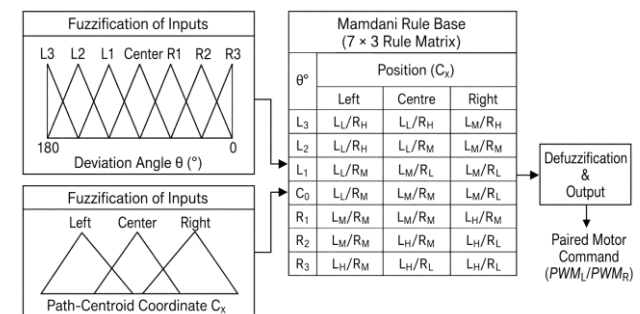 Fuzzification of Inputs
L3 L2 L1 Center R1 R2 R3
180 0
Deviation Angle θ (°)
Fuzzification of Inputs
Left Center Right
Path-Centroid Coordinate Cx
Mamdani Rule Base
(7 × 3 Rule Matrix)
θ° Position (Cx)
Left Centre Right
L3 LL/RH LL/RH LM/RH
L2 LL/RH LL/RM LM/RM
L1 LL/RM LM/RL LM/RM
C0 LL/RM LM/RM LM/RL
R1 LM/RM LM/RM LH/RM
R2 LM/RM LH/RM LH/RL
R3 LH/RM LH/RL LH/RL
Defuzzification
&
Output
Paired Motor
Command
(PWML/PWMR)